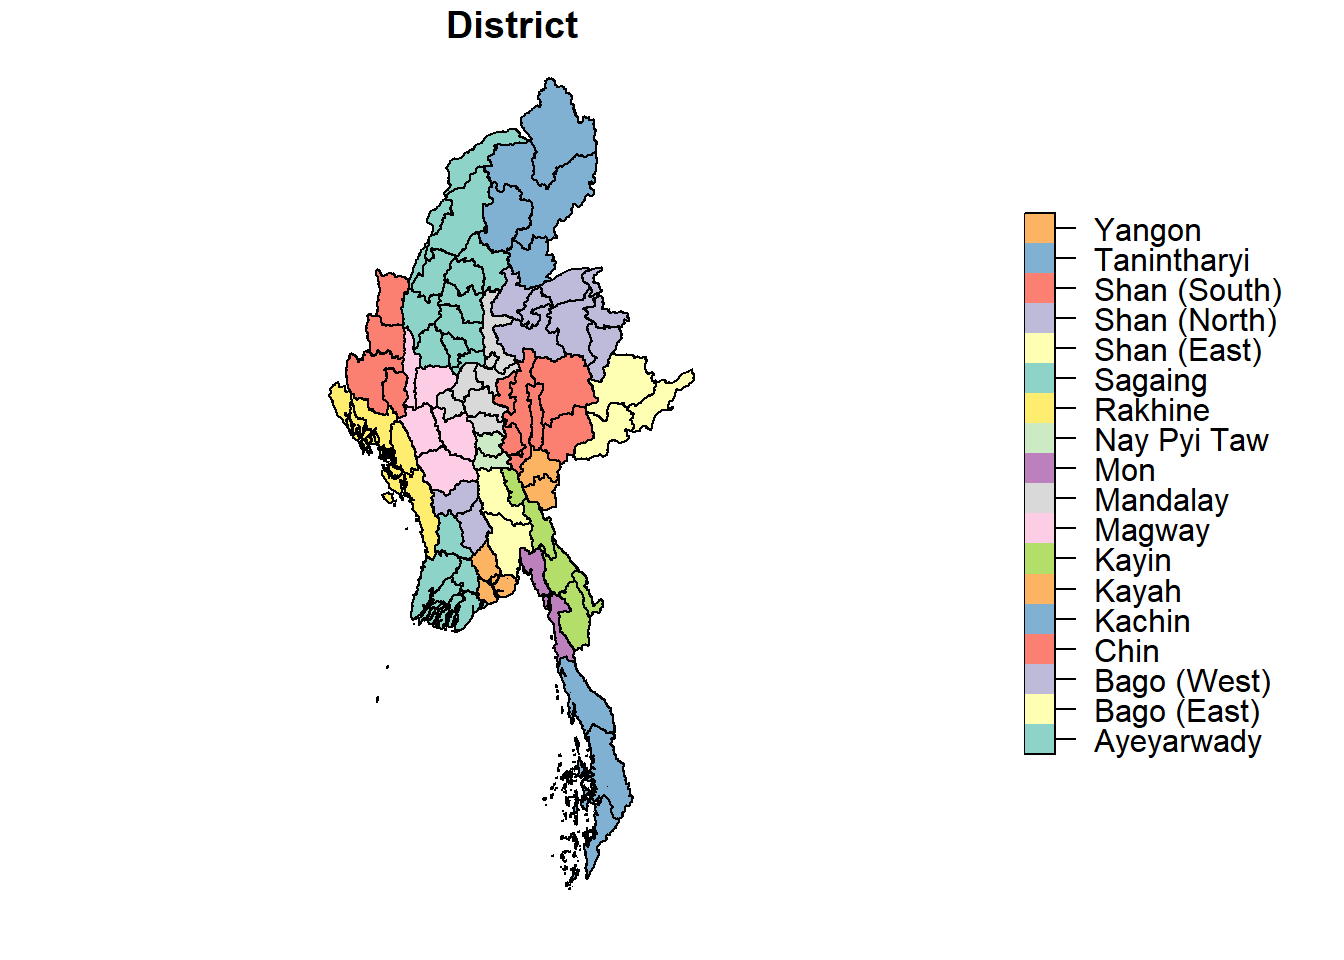 District
Yangon
Tanintharyi
Shan (South)
Shan (North)
Shan (East)
Sagaing
Rakhine
Nay Pyi Taw
Mon
Mandalay
Magway
Kayin
Kayah
Kachin
Chin
Bago (West)
Bago (East)
Ayeyarwady